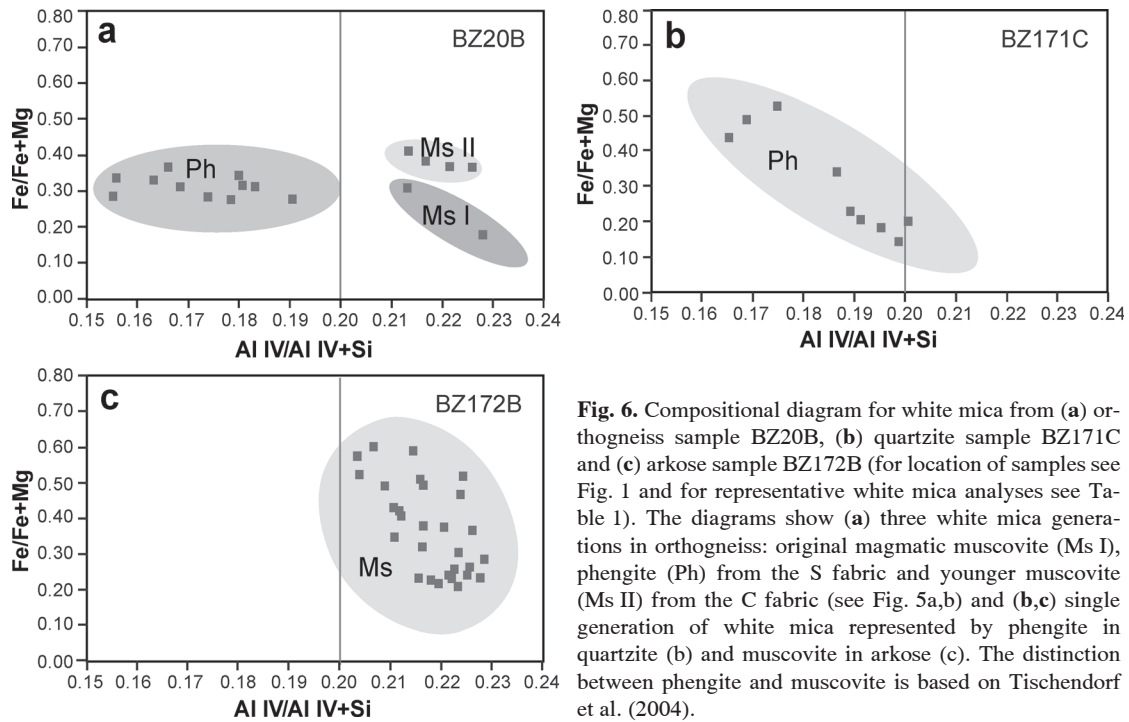 a
BZ20B
0.80
0.70
0.60
0.50
0.40
0.30
0.20
0.10
0.00
Fe/Fe+Mg
Ph
Ms II
Ms I
0.15 0.16 0.17 0.18 0.19 0.20 0.21 0.22 0.23 0.24
Al IV/Al IV+Si
b
BZ171C
0.80
0.70
0.60
0.50
0.40
0.30
0.20
0.10
0.00
Fe/Fe+Mg
Ph
0.15 0.16 0.17 0.18 0.19 0.20 0.21 0.22 0.23 0.24
Al IV/Al IV+Si
c
BZ172B
0.80
0.70
0.60
0.50
0.40
0.30
0.20
0.10
0.00
Fe/Fe+Mg
Ms
0.15 0.16 0.17 0.18 0.19 0.20 0.21 0.22 0.23 0.24
Al IV/Al IV+Si
Fig. 6. Compositional diagram for white mica from (a) or-
thogneiss sample BZ20B, (b) quartzite sample BZ171C
and (c) arkose sample BZ172B (for location of samples see
Fig. 1 and for representative white mica analyses see Ta-
ble 1). The diagrams show (a) three white mica genera-
tions in orthogneiss: original magmatic muscovite (Ms I),
phengite (Ph) from the S fabric and younger muscovite
(Ms II) from the C fabric (see Fig. 5a,b) and (b,c) single
generation of white mica represented by phengite in
quartzite (b) and muscovite in arkose (c). The distinction
between phengite and muscovite is based on Tischendorf
et al. (2004).